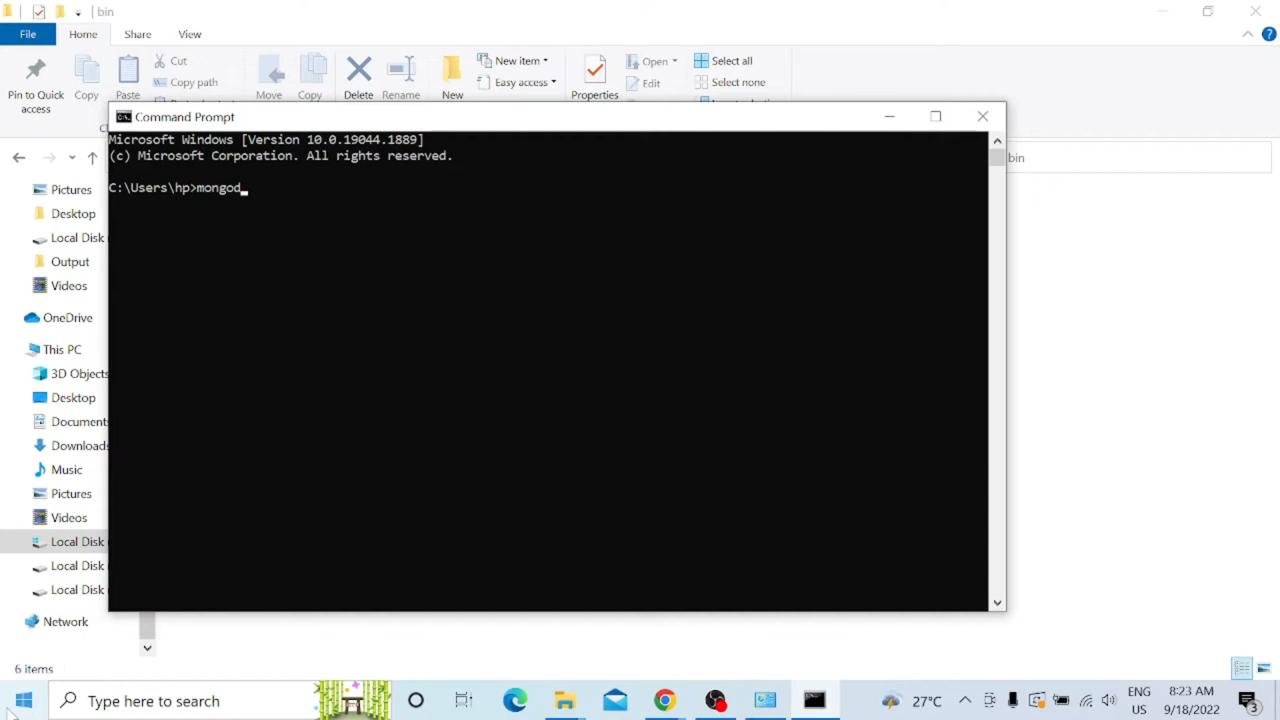 bin
File
Home
Share
View
Pin to Quick access
Copy
Paste
Cut
Copy path
Move
Copy
Delete
Rename
New
New item
Easy access
Properties
Open
Edit
Select all
Select none
Command Prompt
Microsoft Windows [Version 10.0.19044.1889]
(c) Microsoft Corporation. All rights reserved.
C:\Users\hp>mongod
bin
Pictures
Desktop
Local Disk
Output
Videos
OneDrive
This PC
3D Objects
Desktop
Documents
Downloads
Music
Pictures
Videos
Local Disk
Local Disk
Local Disk
Network
6 items
Type here to search
27°C
ENG
US
8:23 AM
9/18/2022
3